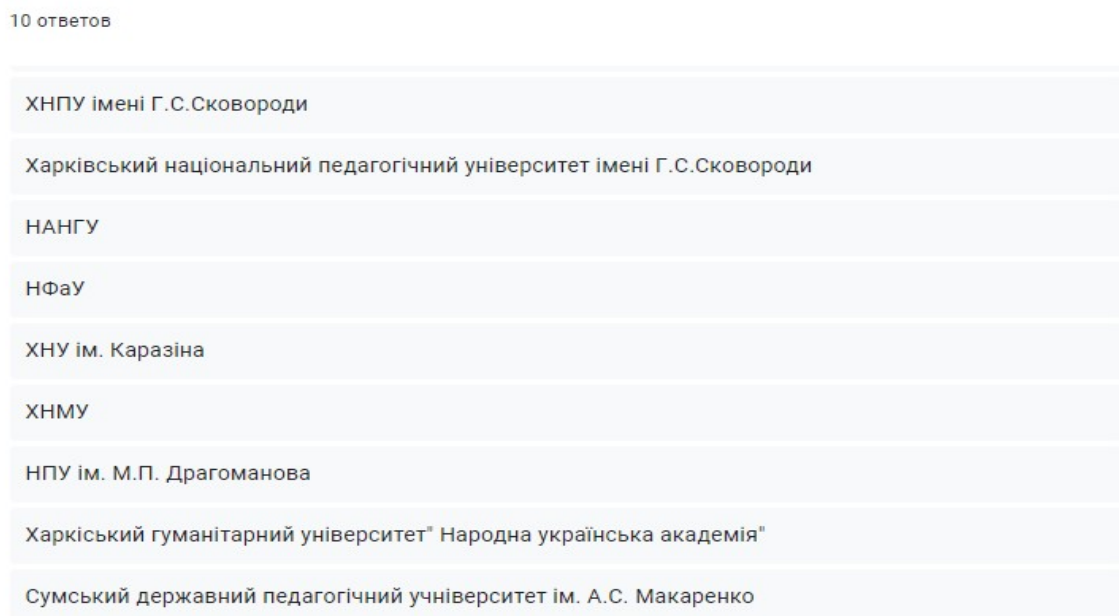 10 ответов
ХНПУ імені Г.С.Сковороди
Харківський національний педагогічний університет імені Г.С.Сковороди
НАНГУ
НФаУ
ХНУ ім. Каразіна
ХНМУ
НПУ ім. М.П. Драгоманова
Харкіський гуманітарний університет" Народна українська академія"
Сумський державний педагогічний учніверситет ім. А.С. Макаренко